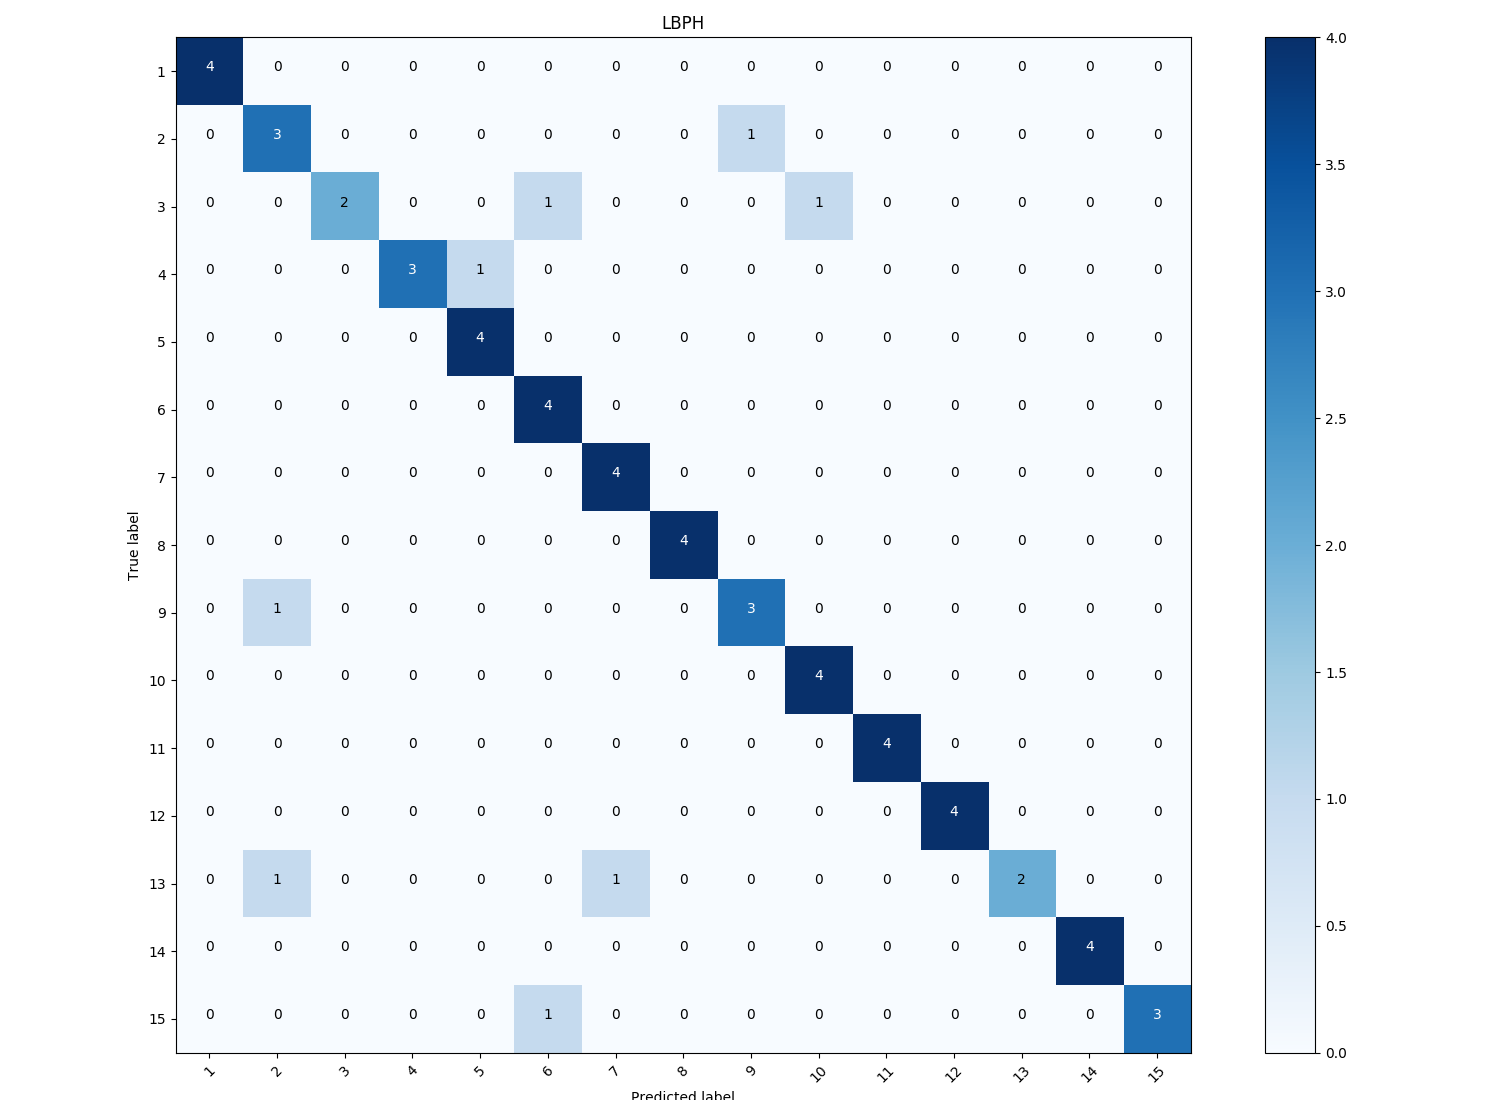 LBPH
1 4 0 0 0 0 0 0 0 0 0 0 0 0 0 0
2 0 3 0 0 0 0 0 0 1 0 0 0 0 0 0
3 0 0 2 0 0 1 0 0 0 1 0 0 0 0 0
4 0 0 0 3 1 0 0 0 0 0 0 0 0 0 0
5 0 0 0 0 4 0 0 0 0 0 0 0 0 0 0
6 0 0 0 0 0 4 0 0 0 0 0 0 0 0 0
7 0 0 0 0 0 0 4 0 0 0 0 0 0 0 0
8 0 0 0 0 0 0 0 4 0 0 0 0 0 0 0
9 0 1 0 0 0 0 0 0 3 0 0 0 0 0 0
10 0 0 0 0 0 0 0 0 0 4 0 0 0 0 0
11 0 0 0 0 0 0 0 0 0 0 4 0 0 0 0
12 0 0 0 0 0 0 0 0 0 0 0 4 0 0 0
13 0 1 0 0 0 0 1 0 0 0 0 0 2 0 0
14 0 0 0 0 0 0 0 0 0 0 0 0 0 4 0
15 0 0 0 0 0 1 0 0 0 0 0 0 0 0 3
1 2 3 4 5 6 7 8 9 10 11 12 13 14 15
True label
Predicted label
4.0
3.5
3.0
2.5
2.0
1.5
1.0
0.5
0.0